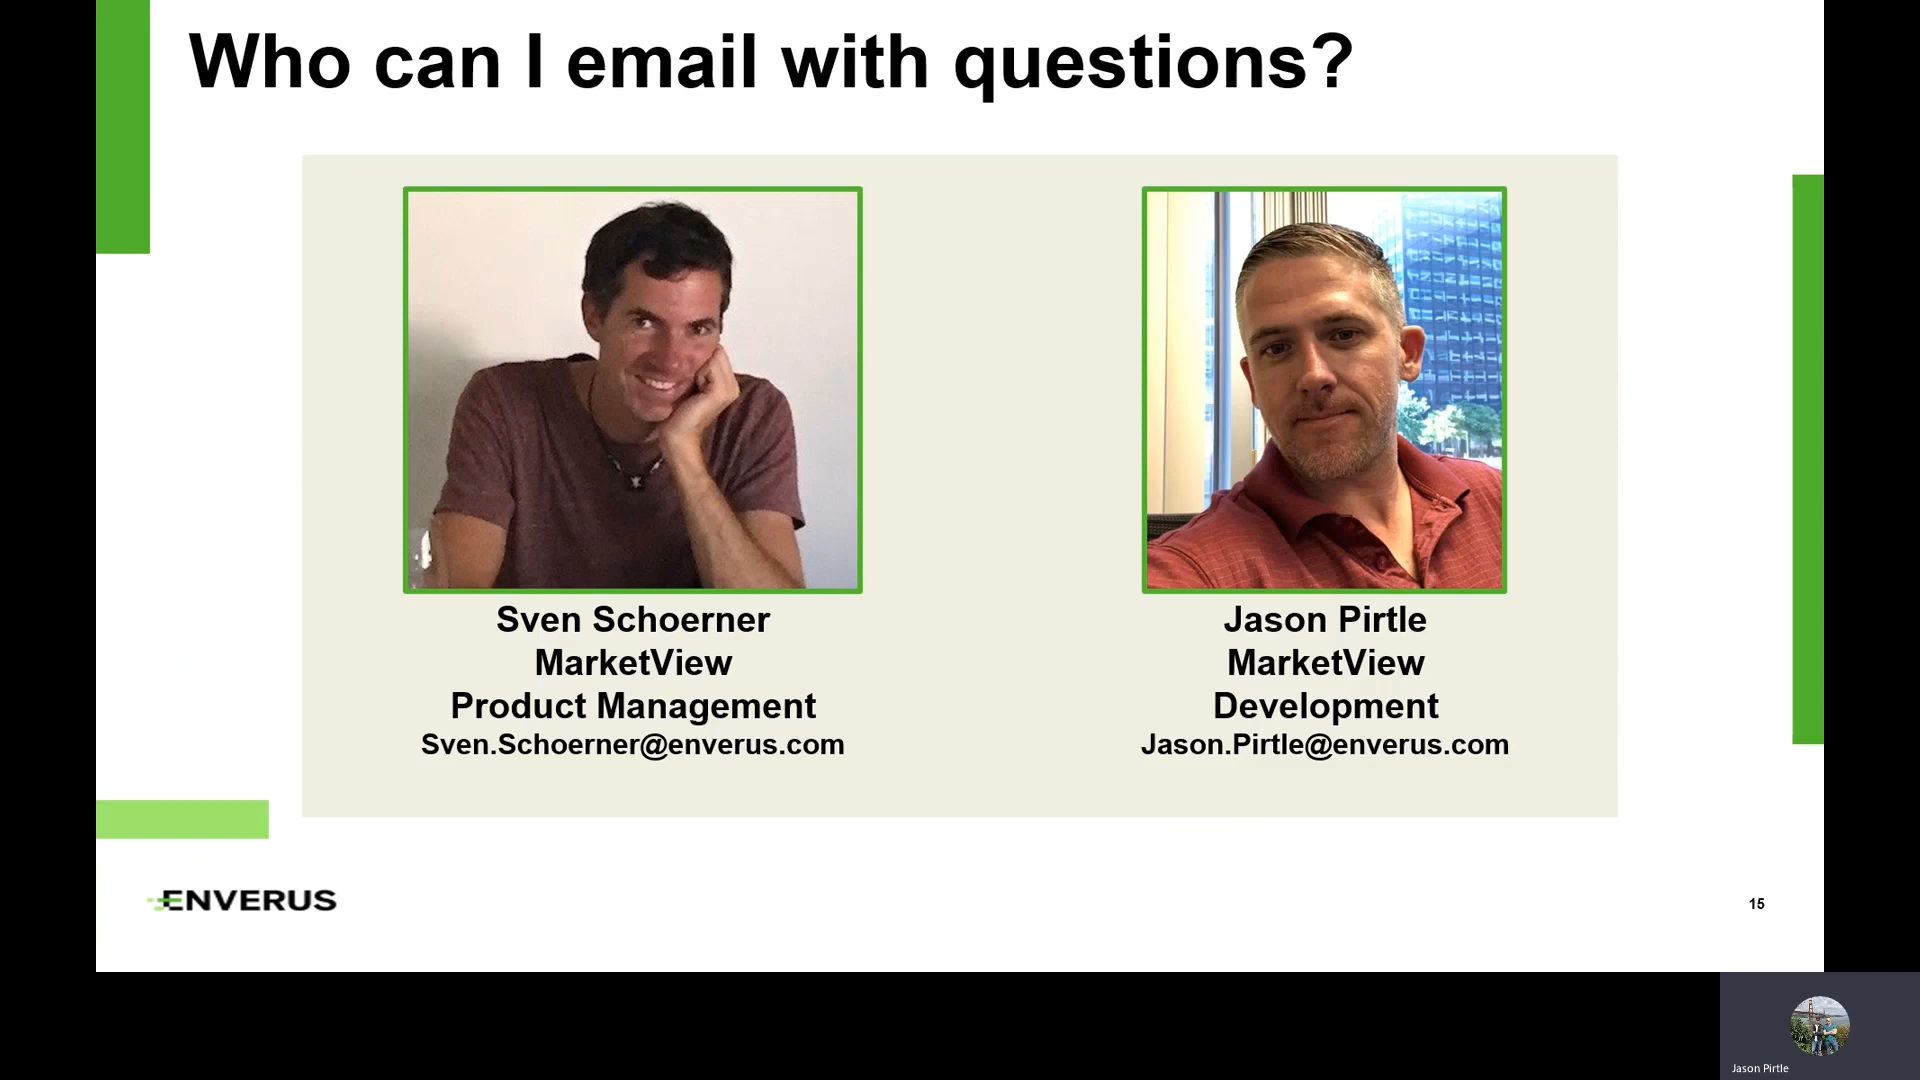 Who can I email with questions?
Sven Schoerner
MarketView
Product Management
Sven.Schoerner@enverus.com
Jason Pirtle
MarketView
Development
Jason.Pirtle@enverus.com
ENVERUS
15
Jason Pirtle